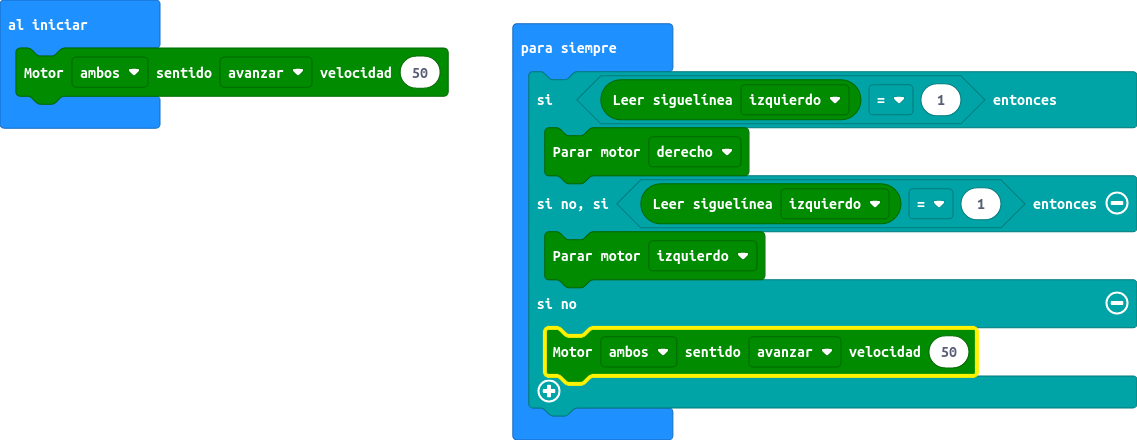 al iniciar
Motor ambos sentido avanzar velocidad 50
para siempre
si Leer siguelínea izquierdo = 1 entonces
Parar motor derecho
si no, si Leer siguelínea izquierdo = 1 entonces
Parar motor izquierdo
si no
Motor ambos sentido avanzar velocidad 50